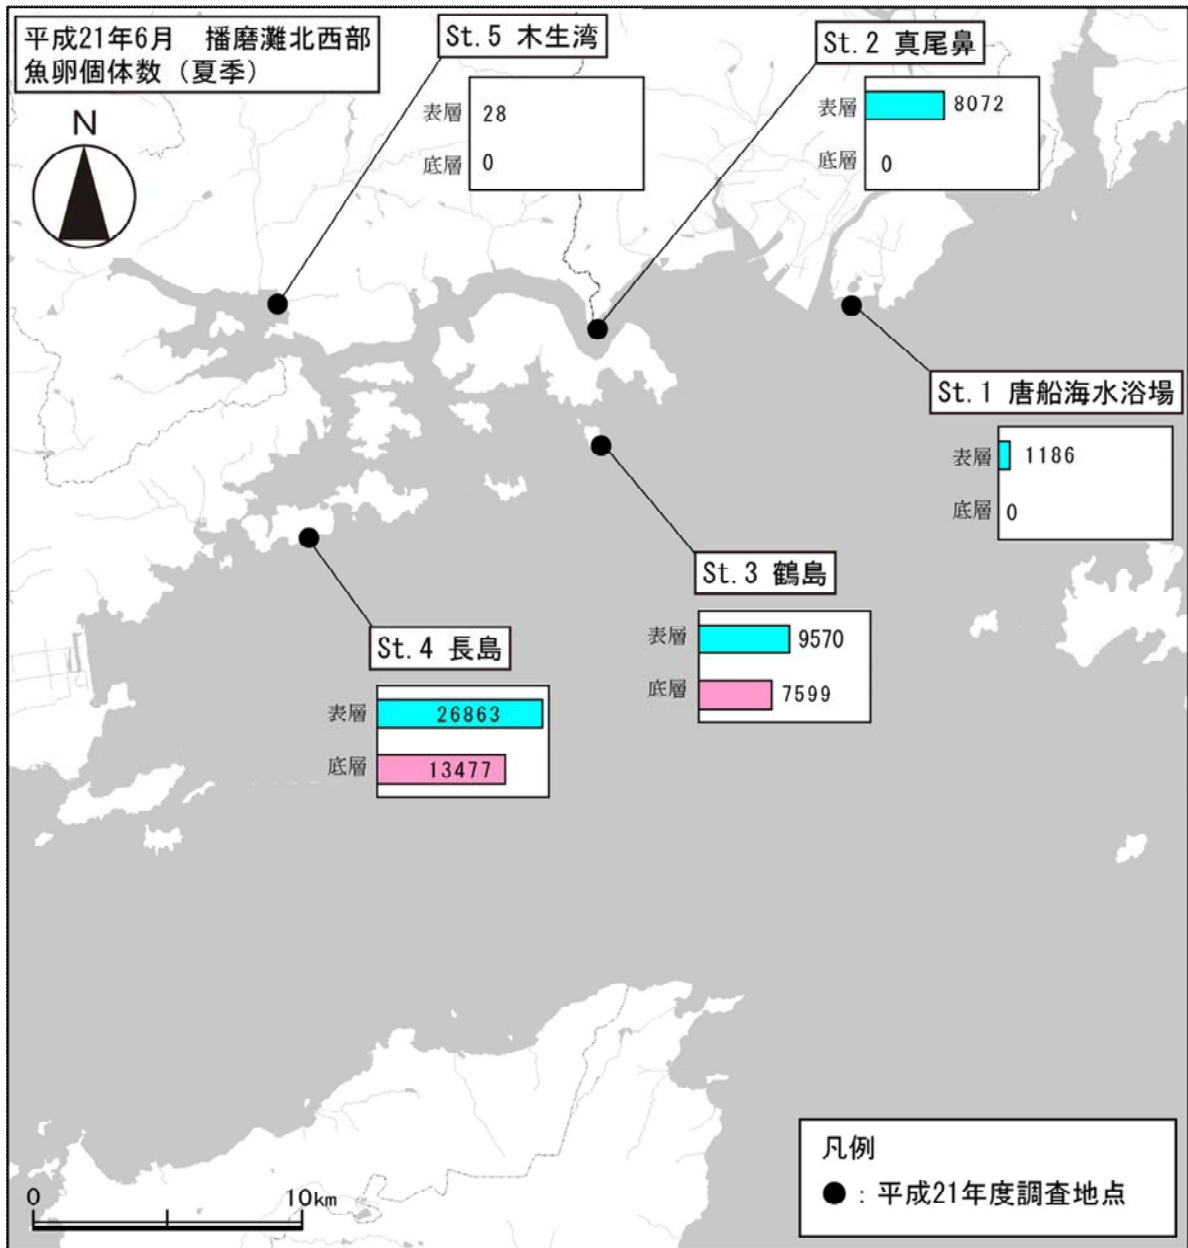 平成21年6月 播磨灘北西部
魚卵個体数（夏季）
N
St.5 木生湾
表層 28
底層 0
St.2 真尾鼻
表層 8072
底層 0
St.1 唐船海水浴場
表層 1186
底層 0
St.3 鶴島
表層 9570
底層 7599
St.4 長島
表層 26863
底層 13477
凡例
●：平成21年度調査地点
0 10km